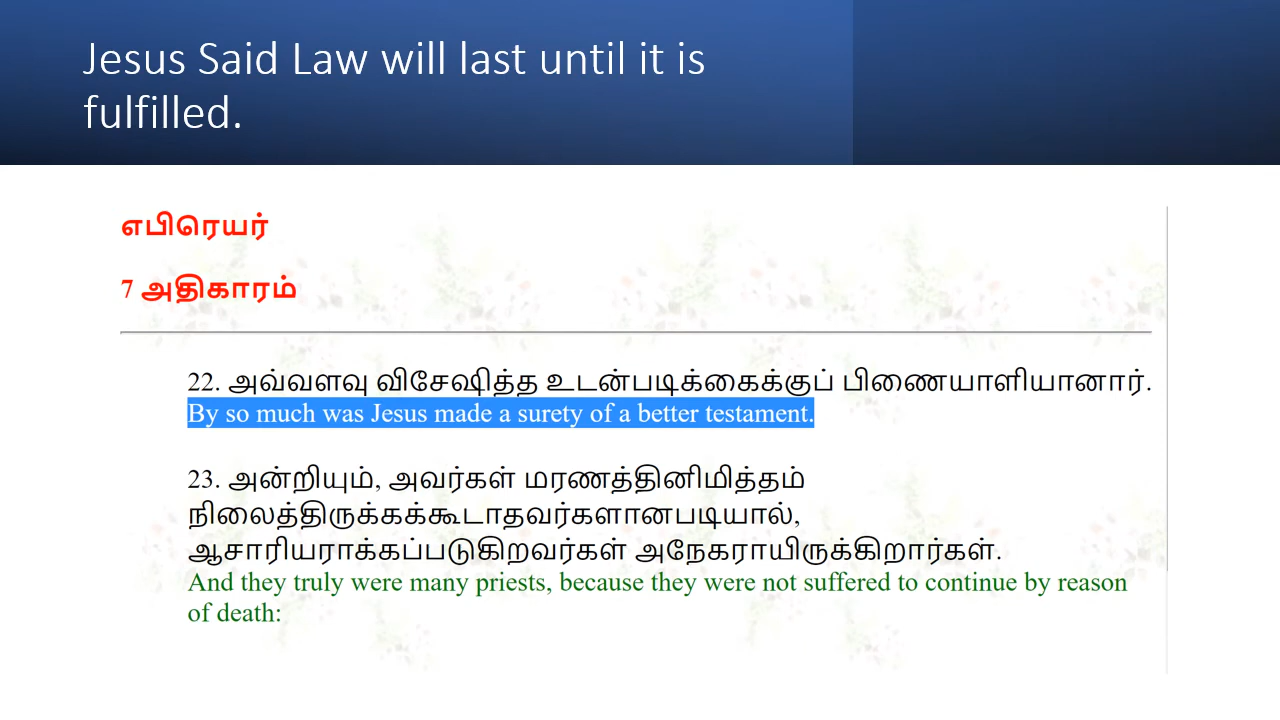 Jesus Said Law will last until it is
fulfilled.
எபிரெயர்
7 அதிகாரம்
22. அவ்வளவு விசேஷித்த உடன்படிக்கைக்குப் பிணையாளியானார்.
By so much was Jesus made a surety of a better testament.
23. அன்றியும், அவர்கள் மரணத்தினிமித்தம்
நிலைத்திருக்கக்கூடாதவர்களானபடியால்,
ஆசாரியராக்கப்படுகிறவர்கள் அநேகராயிருக்கிறார்கள்.
And they truly were many priests, because they were not suffered to continue by reason
of death: